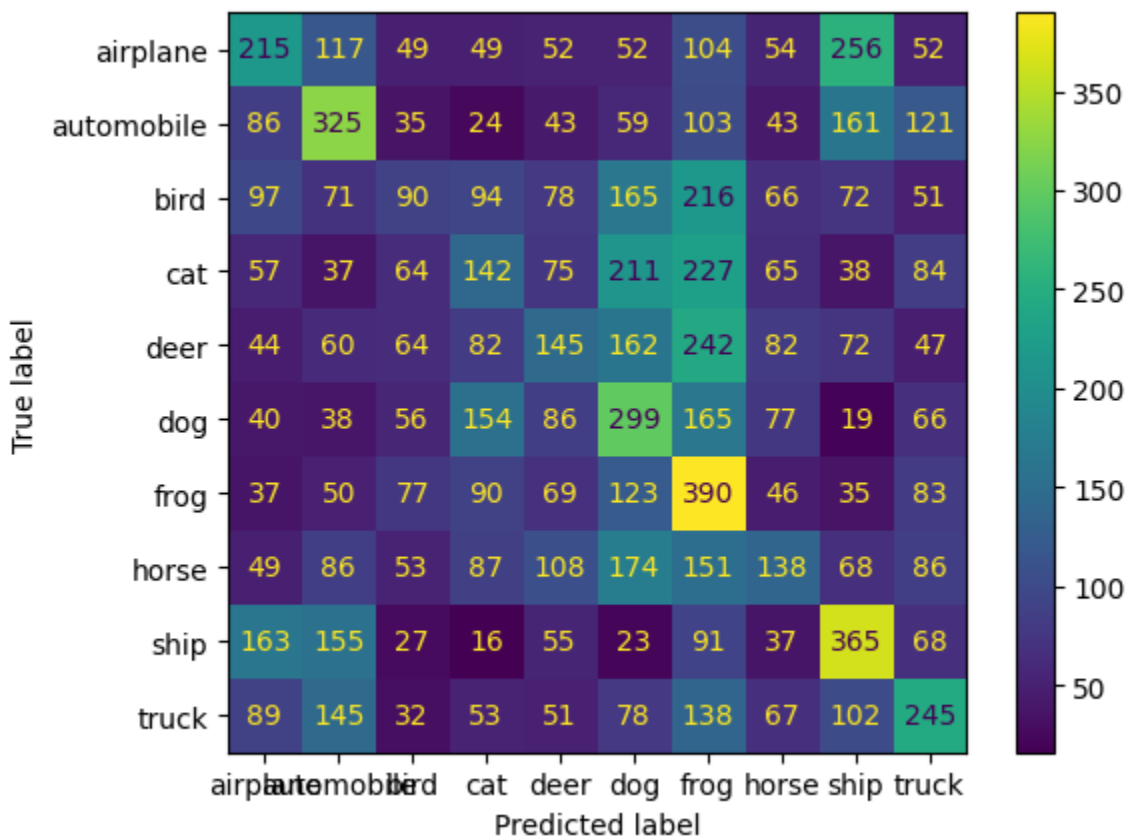 airplane 215 117 49 49 52 52 104 54 256 52
automobile 86 325 35 24 43 59 103 43 161 121
bird 97 71 90 94 78 165 216 66 72 51
cat 57 37 64 142 75 211 227 65 38 84
deer 44 60 64 82 145 162 242 82 72 47
dog 40 38 56 154 86 299 165 77 19 66
frog 37 50 77 90 69 123 390 46 35 83
horse 49 86 53 87 108 174 151 138 68 86
ship 163 155 27 16 55 23 91 37 365 68
truck 89 145 32 53 51 78 138 67 102 245
airplane automobile bird cat deer dog frog horse ship truck
Predicted label
True label
350
300
250
200
150
100
50